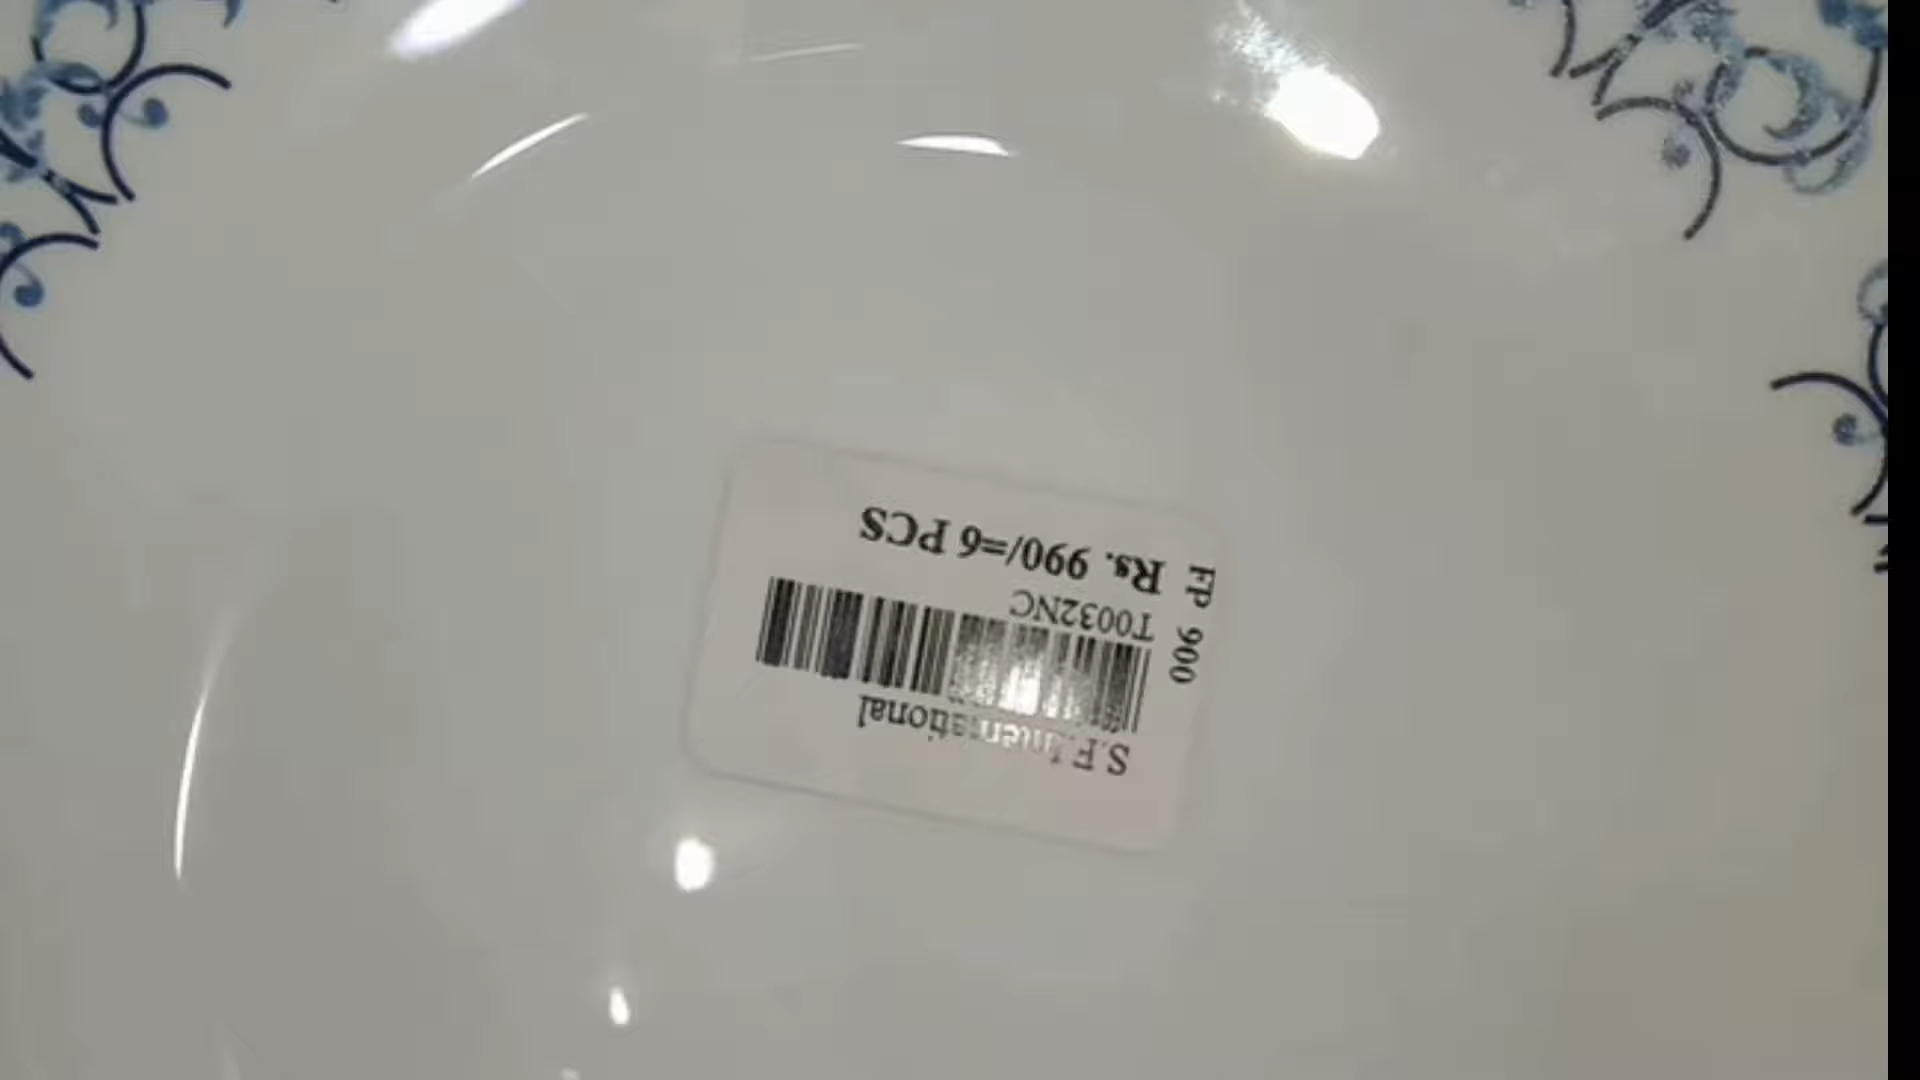 S.F. International
T0032NC
Rs. 990/=6 PCS
FP 900